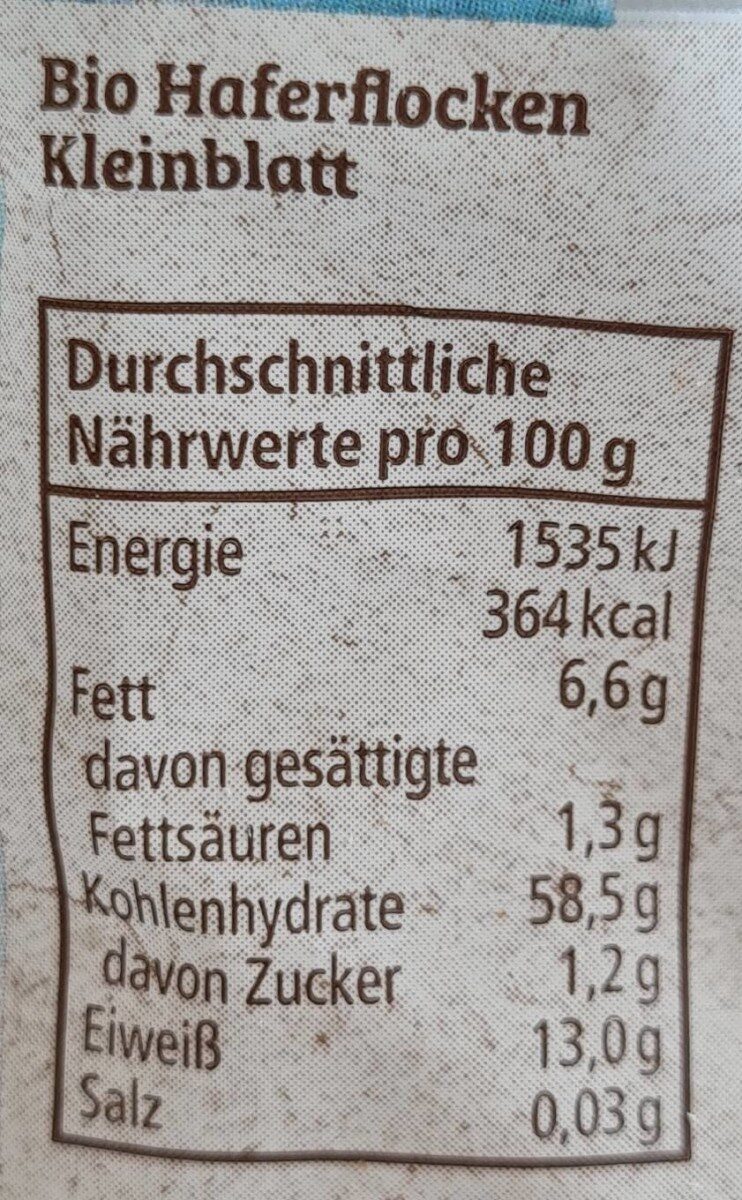 Bio Haferflocken
Kleinblatt
Durchschnittliche
Nährwerte pro 100 g
Energie 1535 kJ
364 kcal
Fett 6,6 g
davon gesättigte
Fettsäuren 1,3 g
Kohlenhydrate 58,5 g
davon Zucker 1,2 g
Eiweiß 13,0 g
Salz 0,03 g